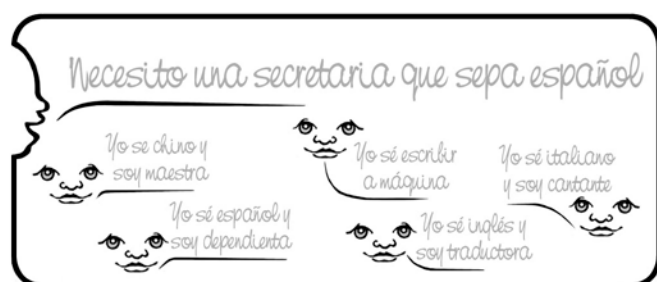 Necesito una secretaria que sepa español
Yo se chino y
soy maestra
Yo sé escribir
a máquina
Yo sé italiano
y soy cantante
Yo sé español y
soy dependienta
Yo sé inglés y
soy traductora